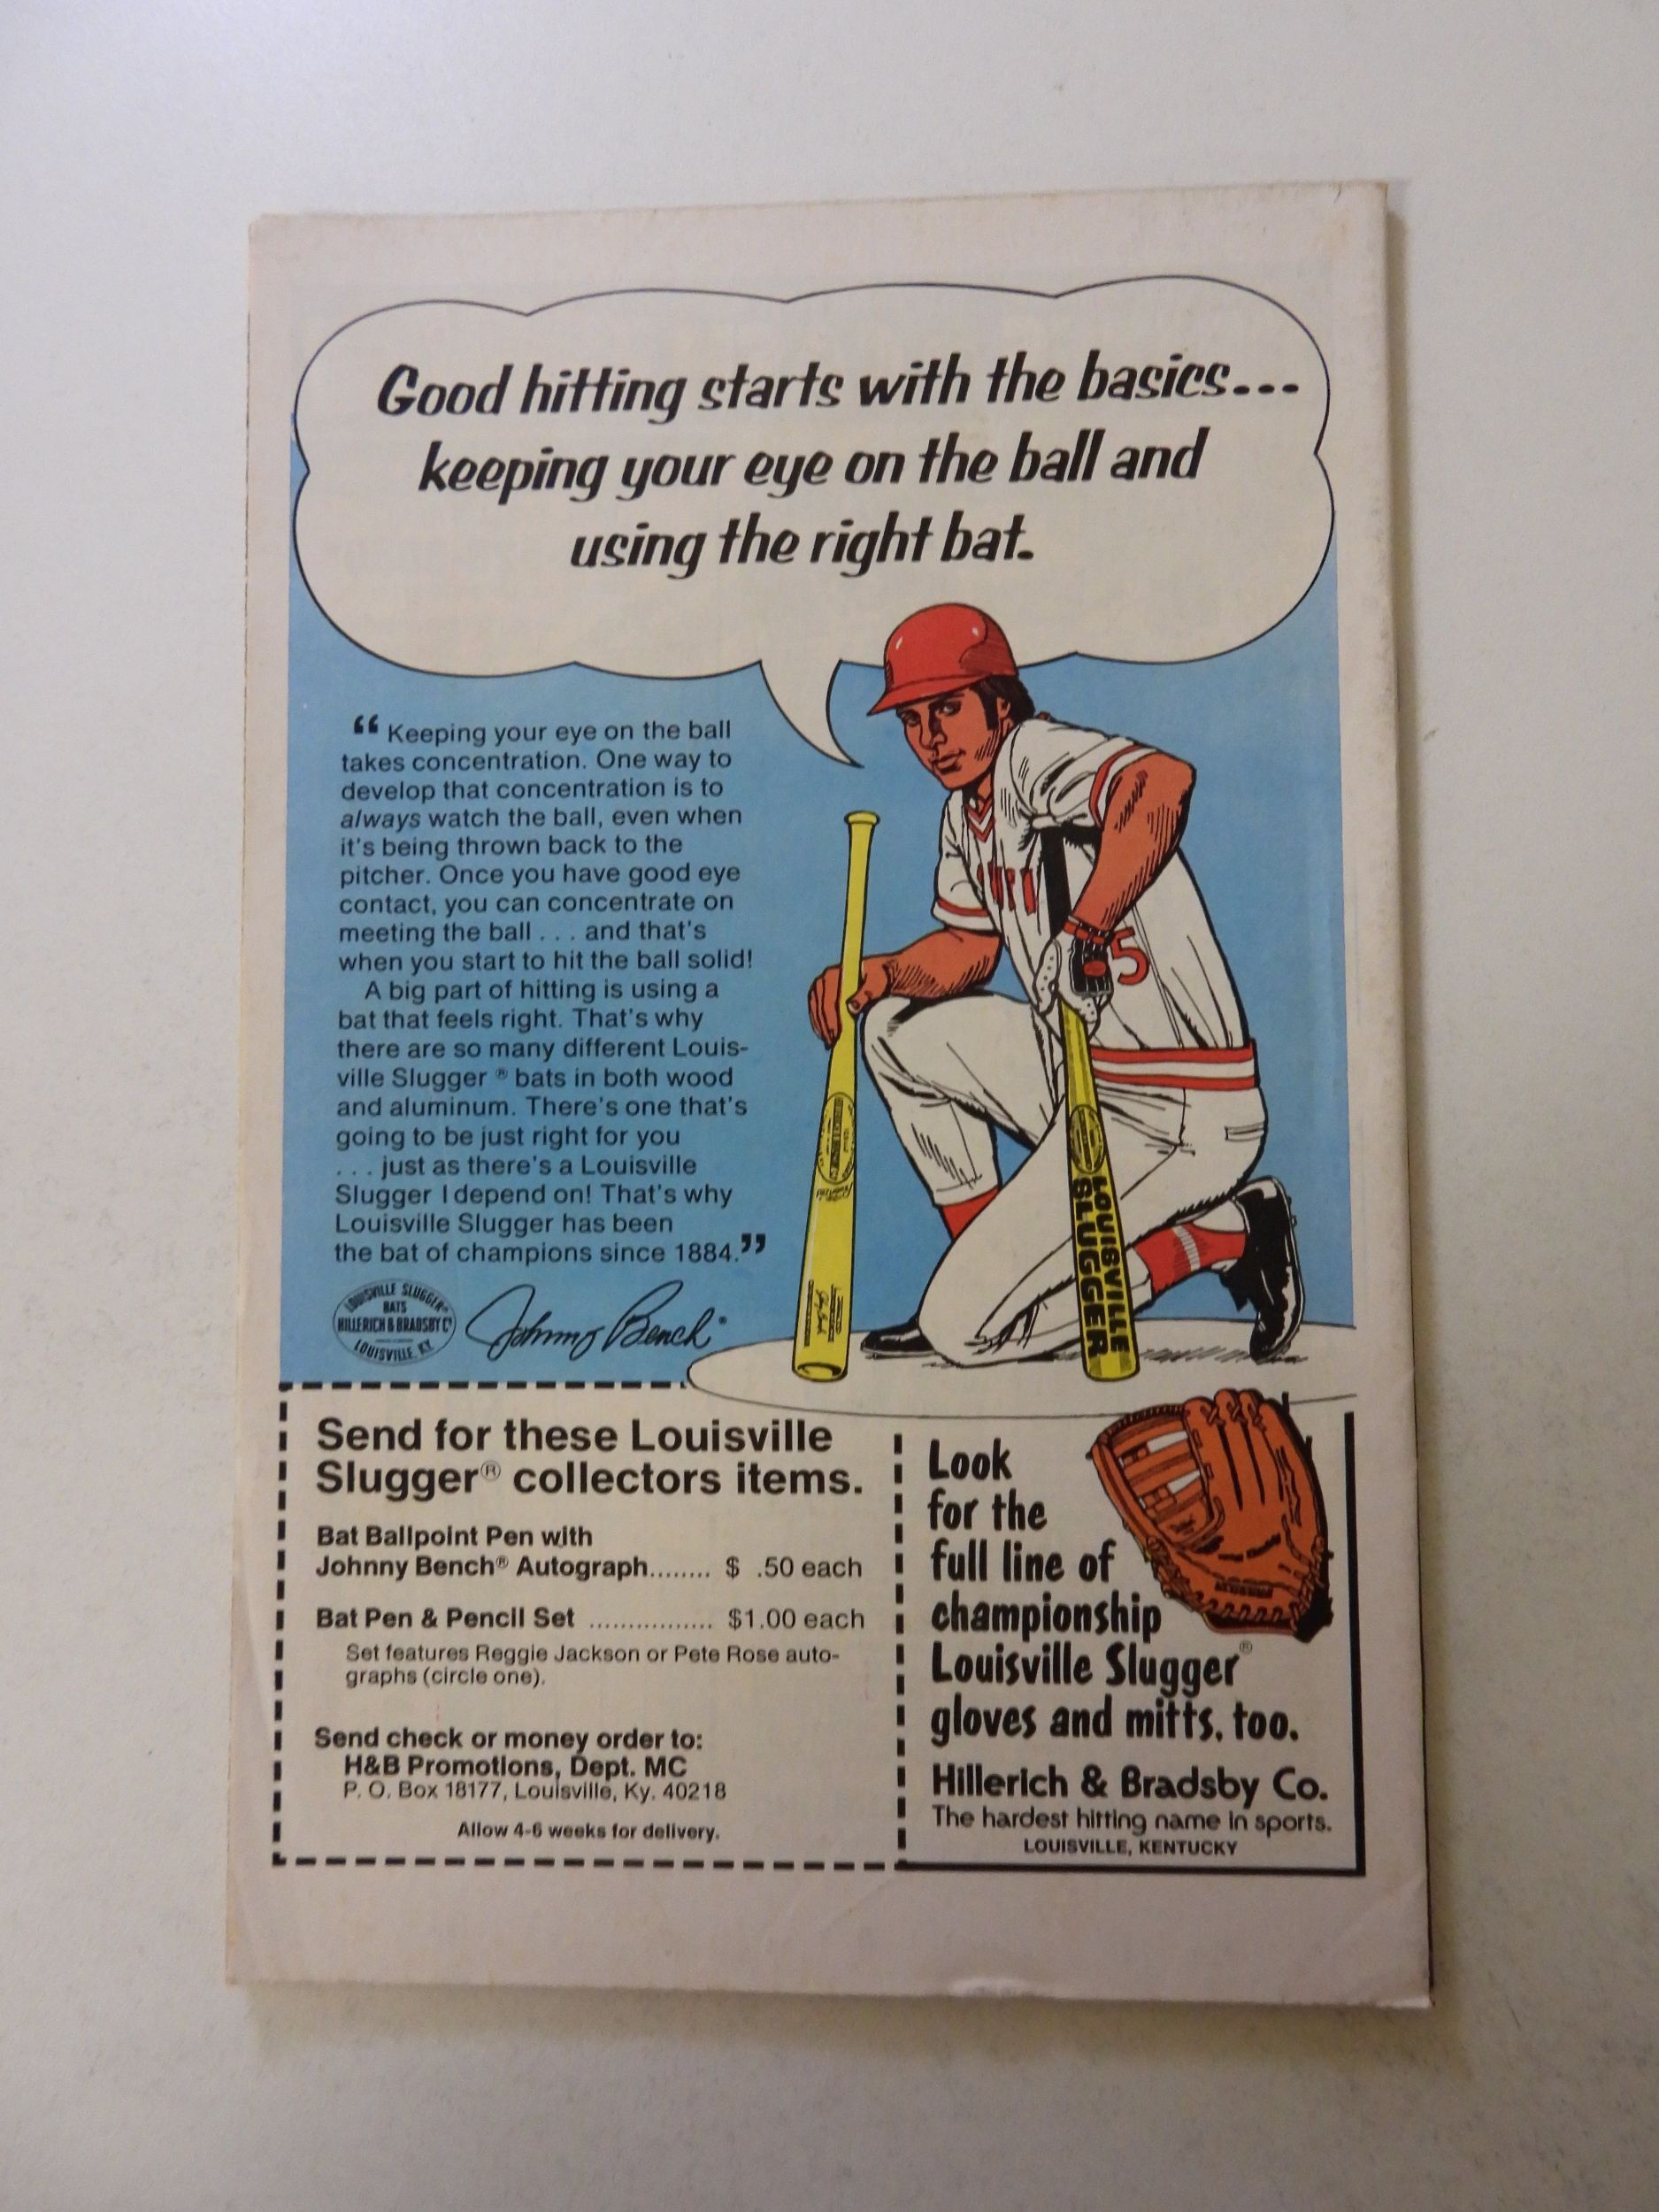 Good hitting starts with the basics...
keeping your eye on the ball and
using the right bat.
“ Keeping your eye on the ball
takes concentration. One way to
develop that concentration is to
always watch the ball, even when
it's being thrown back to the
pitcher. Once you have good eye
contact, you can concentrate on
meeting the ball . . . and that's
when you start to hit the ball solid!
A big part of hitting is using a
bat that feels right. That's why
there are so many different Louis-
ville Slugger ® bats in both wood
and aluminum. There's one that's
going to be just right for you
. . . just as there's a Louisville
Slugger I depend on! That's why
Louisville Slugger has been
the bat of champions since 1884.”
LOUISVILLE SLUGGER®
BATS
HILLERICH & BRADSBY Cº
LOUISVILLE, KY.
Johnny Bench®
5
LOUISVILLE
SLUGGER
Send for these Louisville
Slugger® collectors items.
Bat Ballpoint Pen with
Johnny Bench® Autograph........ $ .50 each
Bat Pen & Pencil Set ................ $1.00 each
Set features Reggie Jackson or Pete Rose auto-
graphs (circle one).
Send check or money order to:
H&B Promotions, Dept. MC
P. O. Box 18177, Louisville, Ky. 40218
Allow 4-6 weeks for delivery.
Look
for the
full line of
championship
Louisville Slugger®
gloves and mitts, too.
Hillerich & Bradsby Co.
The hardest hitting name in sports.
LOUISVILLE, KENTUCKY